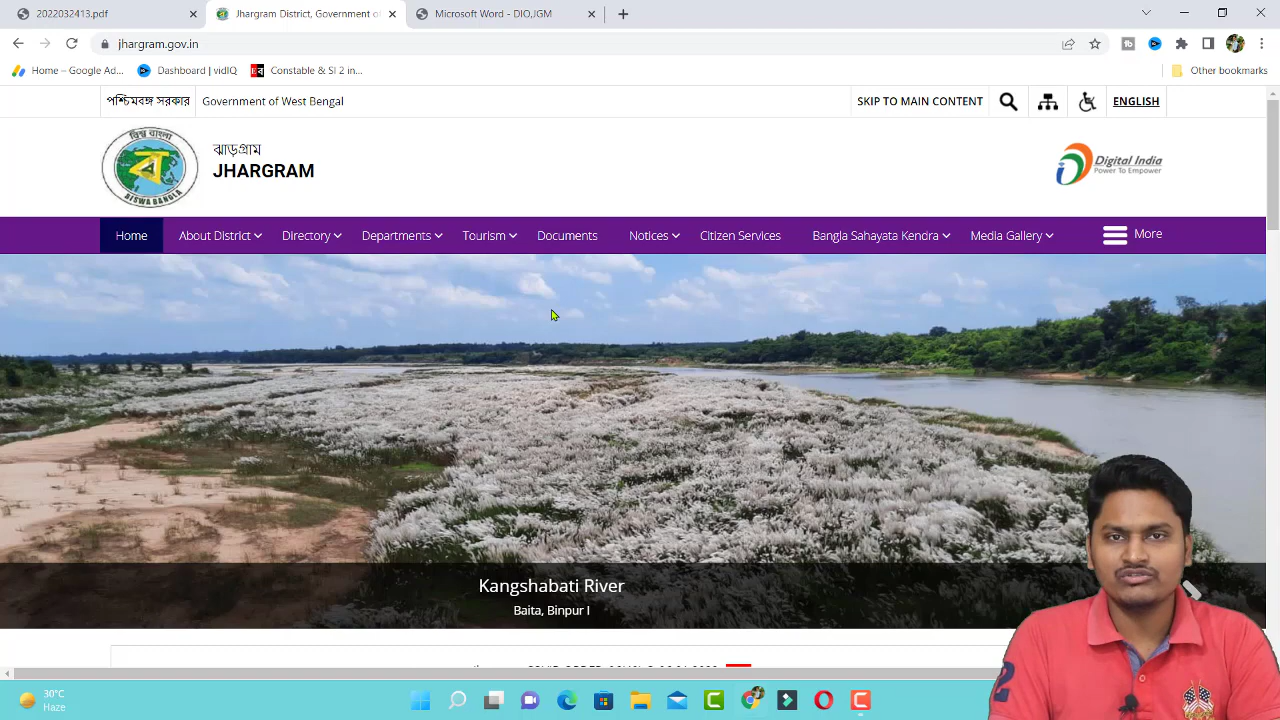 2022032413.pdf
Jhargram District, Government of
Microsoft Word - DIO,JGM
jhargram.gov.in
Home – Google Ad...
Dashboard | vidIQ
Constable & SI 2 in...
Other bookmarks
পশ্চিমবঙ্গ সরকার
Government of West Bengal
SKIP TO MAIN CONTENT
ENGLISH
বিশ্ব বাংলা
ব
BISWA BANGLA
ঝাড়গ্রাম
JHARGRAM
Digital India
Power To Empower
Home
About District
Directory
Departments
Tourism
Documents
Notices
Citizen Services
Bangla Sahayata Kendra
Media Gallery
More
Kangshabati River
Baita, Binpur I
30°C
Haze
2